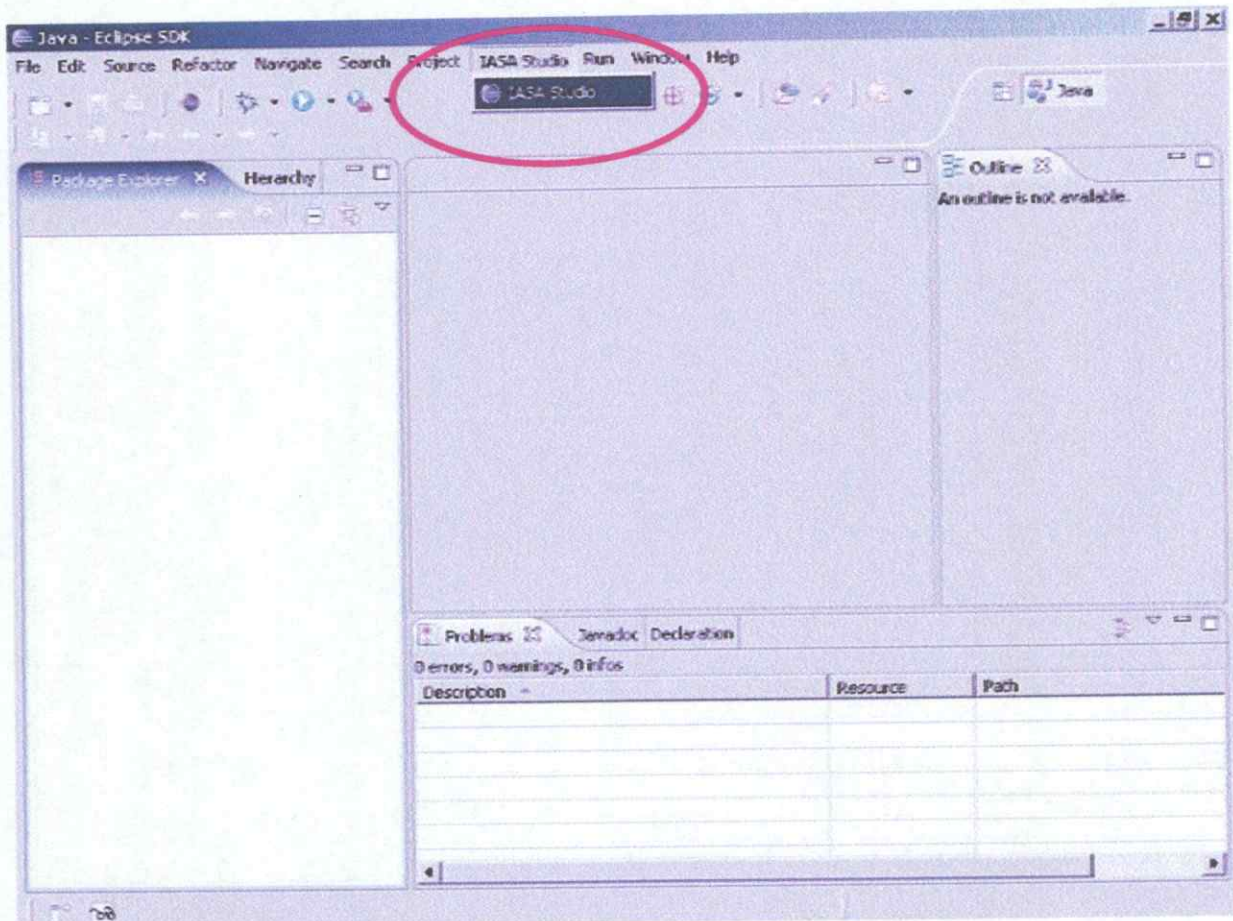 Java - Eclipse SDK
File Edit Source Refactor Navigate Search Project IASA Studio Run Window Help
IASA Studio
Java
Package Explorer Hierarchy
Outline
An outline is not available.
Problems Javadoc Declaration
0 errors, 0 warnings, 0 infos
Description Resource Path